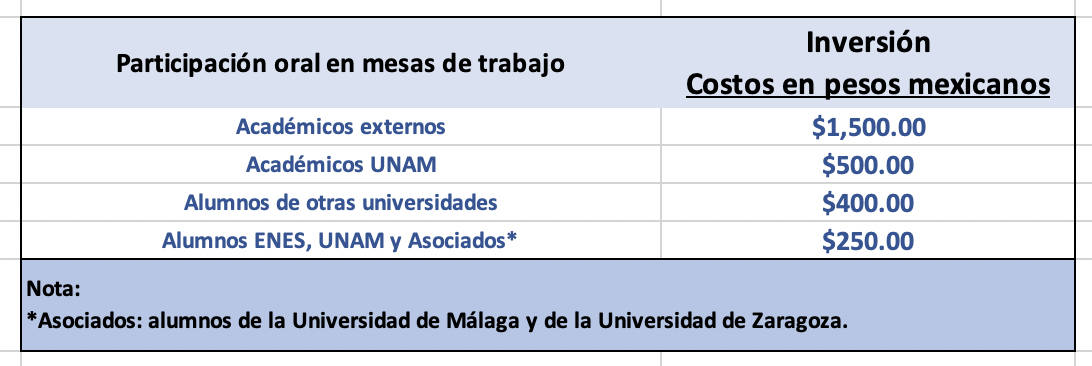 Participación oral en mesas de trabajo
Inversión
Costos en pesos mexicanos
Académicos externos $1,500.00
Académicos UNAM $500.00
Alumnos de otras universidades $400.00
Alumnos ENES, UNAM y Asociados* $250.00
Nota:
*Asociados: alumnos de la Universidad de Málaga y de la Universidad de Zaragoza.